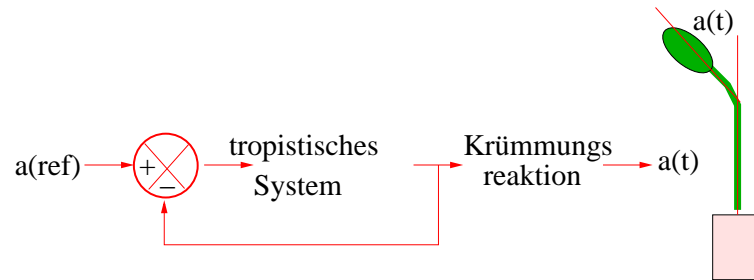 a(t)
a(ref)
+
−
tropistisches
System
Krümmungs
reaktion
a(t)